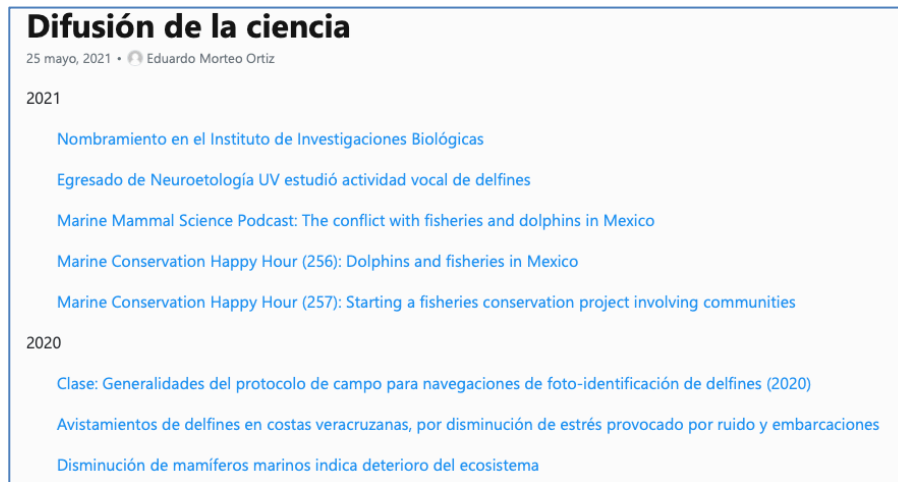 Difusión de la ciencia
25 mayo, 2021 • Eduardo Morteo Ortiz
2021
Nombramiento en el Instituto de Investigaciones Biológicas
Egresado de Neuroetología UV estudió actividad vocal de delfines
Marine Mammal Science Podcast: The conflict with fisheries and dolphins in Mexico
Marine Conservation Happy Hour (256): Dolphins and fisheries in Mexico
Marine Conservation Happy Hour (257): Starting a fisheries conservation project involving communities
2020
Clase: Generalidades del protocolo de campo para navegaciones de foto-identificación de delfines (2020)
Avistamientos de delfines en costas veracruzanas, por disminución de estrés provocado por ruido y embarcaciones
Disminución de mamíferos marinos indica deterioro del ecosistema